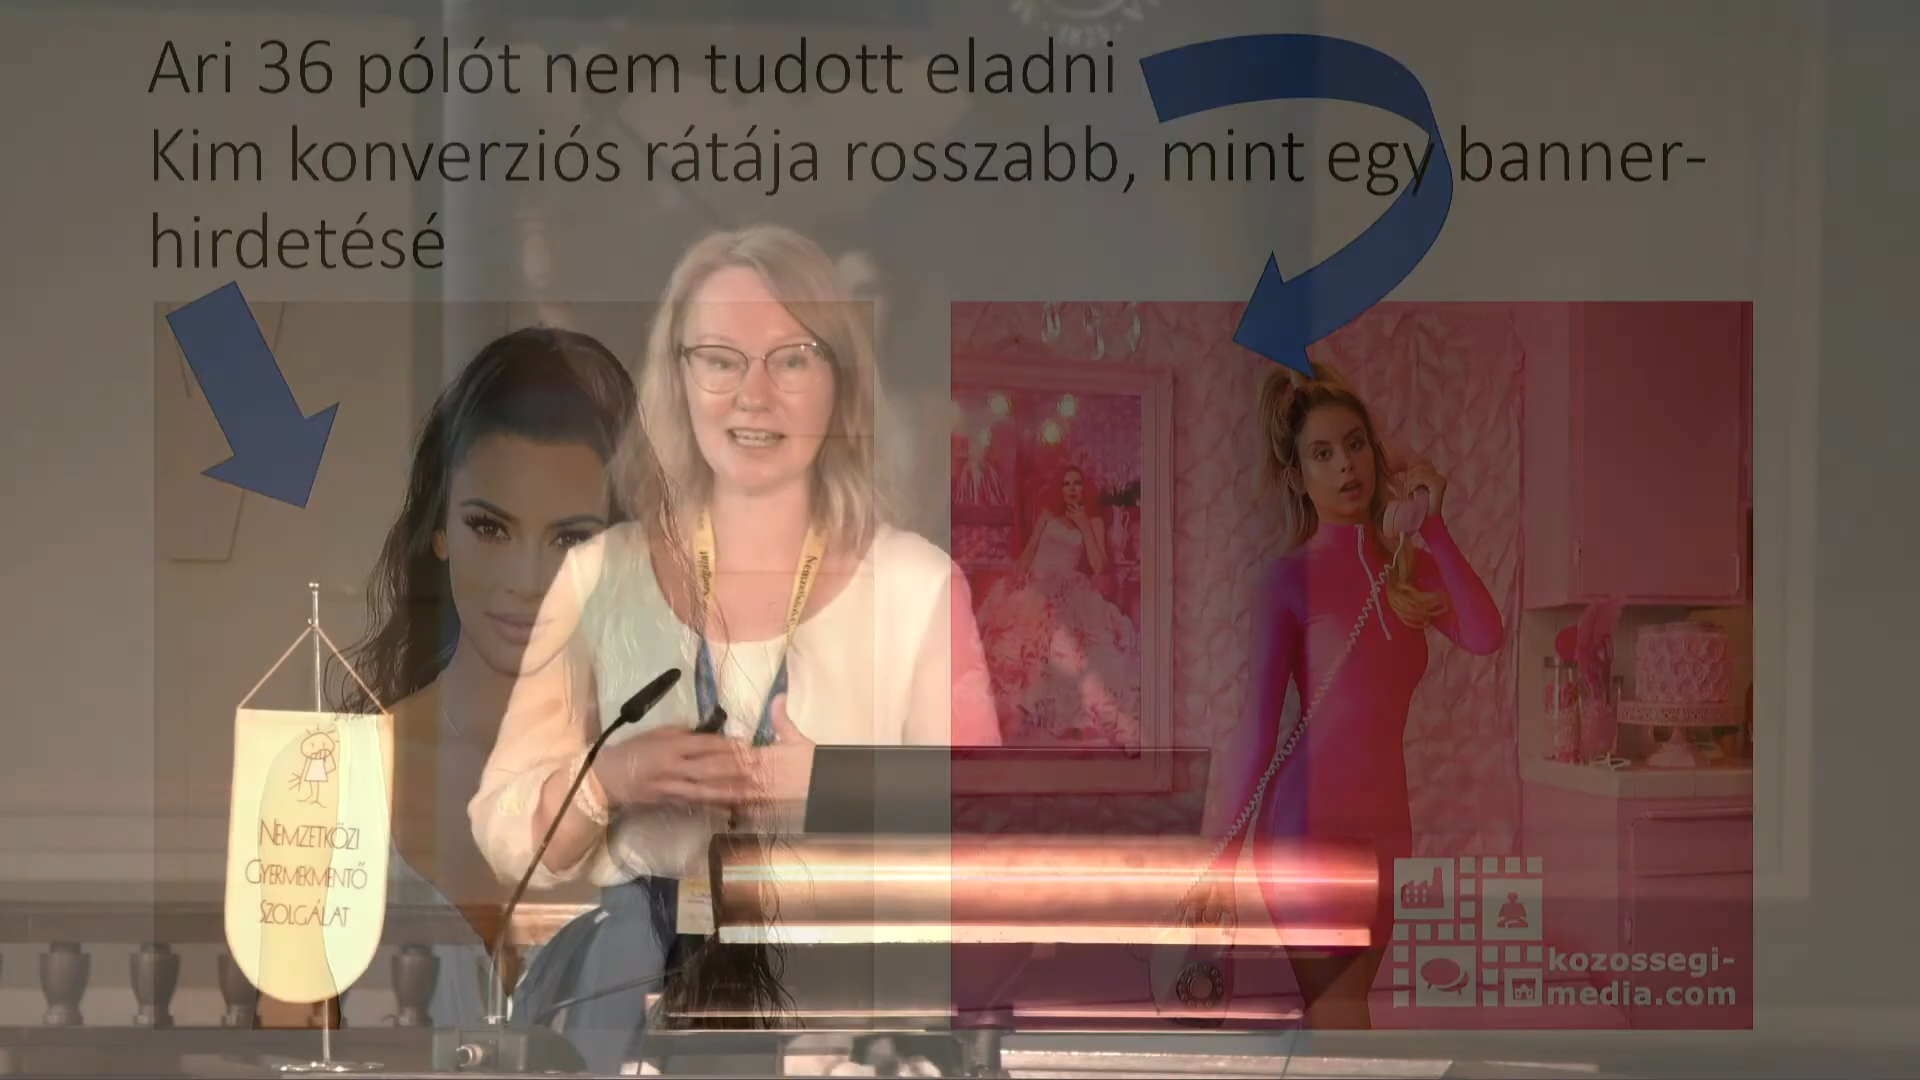 Ari 36 pólót nem tudott eladni
Kim konverziós rátája rosszabb, mint egy banner-
hirdetésé
NEMZETKÖZI
GYERMEKMENTŐ
SZOLGÁLAT
kozossegi-
media.com